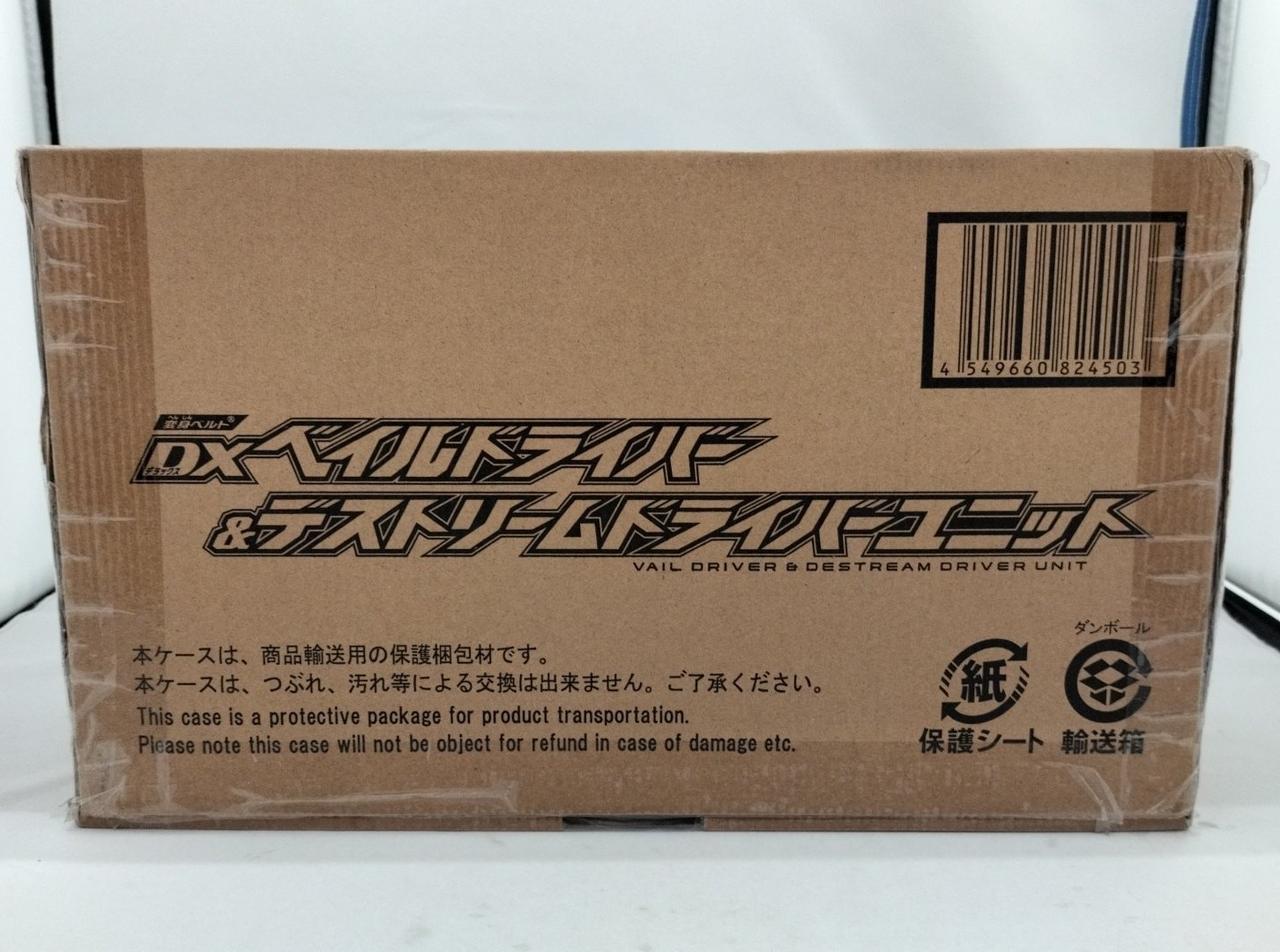 4 549660 824503
へんしん
変身ベルト®
DXベイルドライバー
デラックス
&デストリームドライバーユニット
VAIL DRIVER & DESTREAM DRIVER UNIT
本ケースは、商品輸送用の保護梱包材です。
本ケースは、つぶれ、汚れ等による交換は出来ません。ご了承ください。
This case is a protective package for product transportation.
Please note this case will not be object for refund in case of damage etc.
紙
保護シート
ダンボール
輸送箱